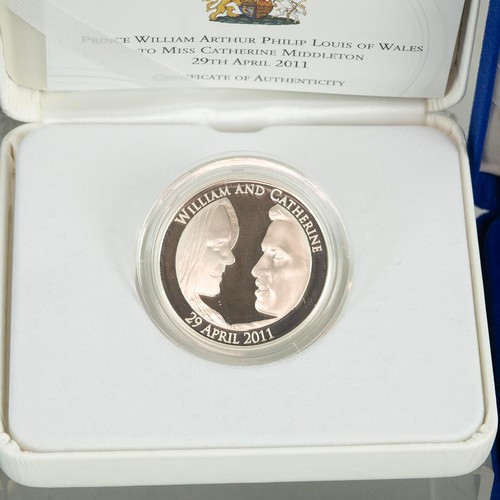 PRINCE WILLIAM ARTHUR PHILIP LOUIS OF WALES
TO MISS CATHERINE MIDDLETON
29TH APRIL 2011
CERTIFICATE OF AUTHENTICITY
WILLIAM AND CATHERINE
29 APRIL 2011